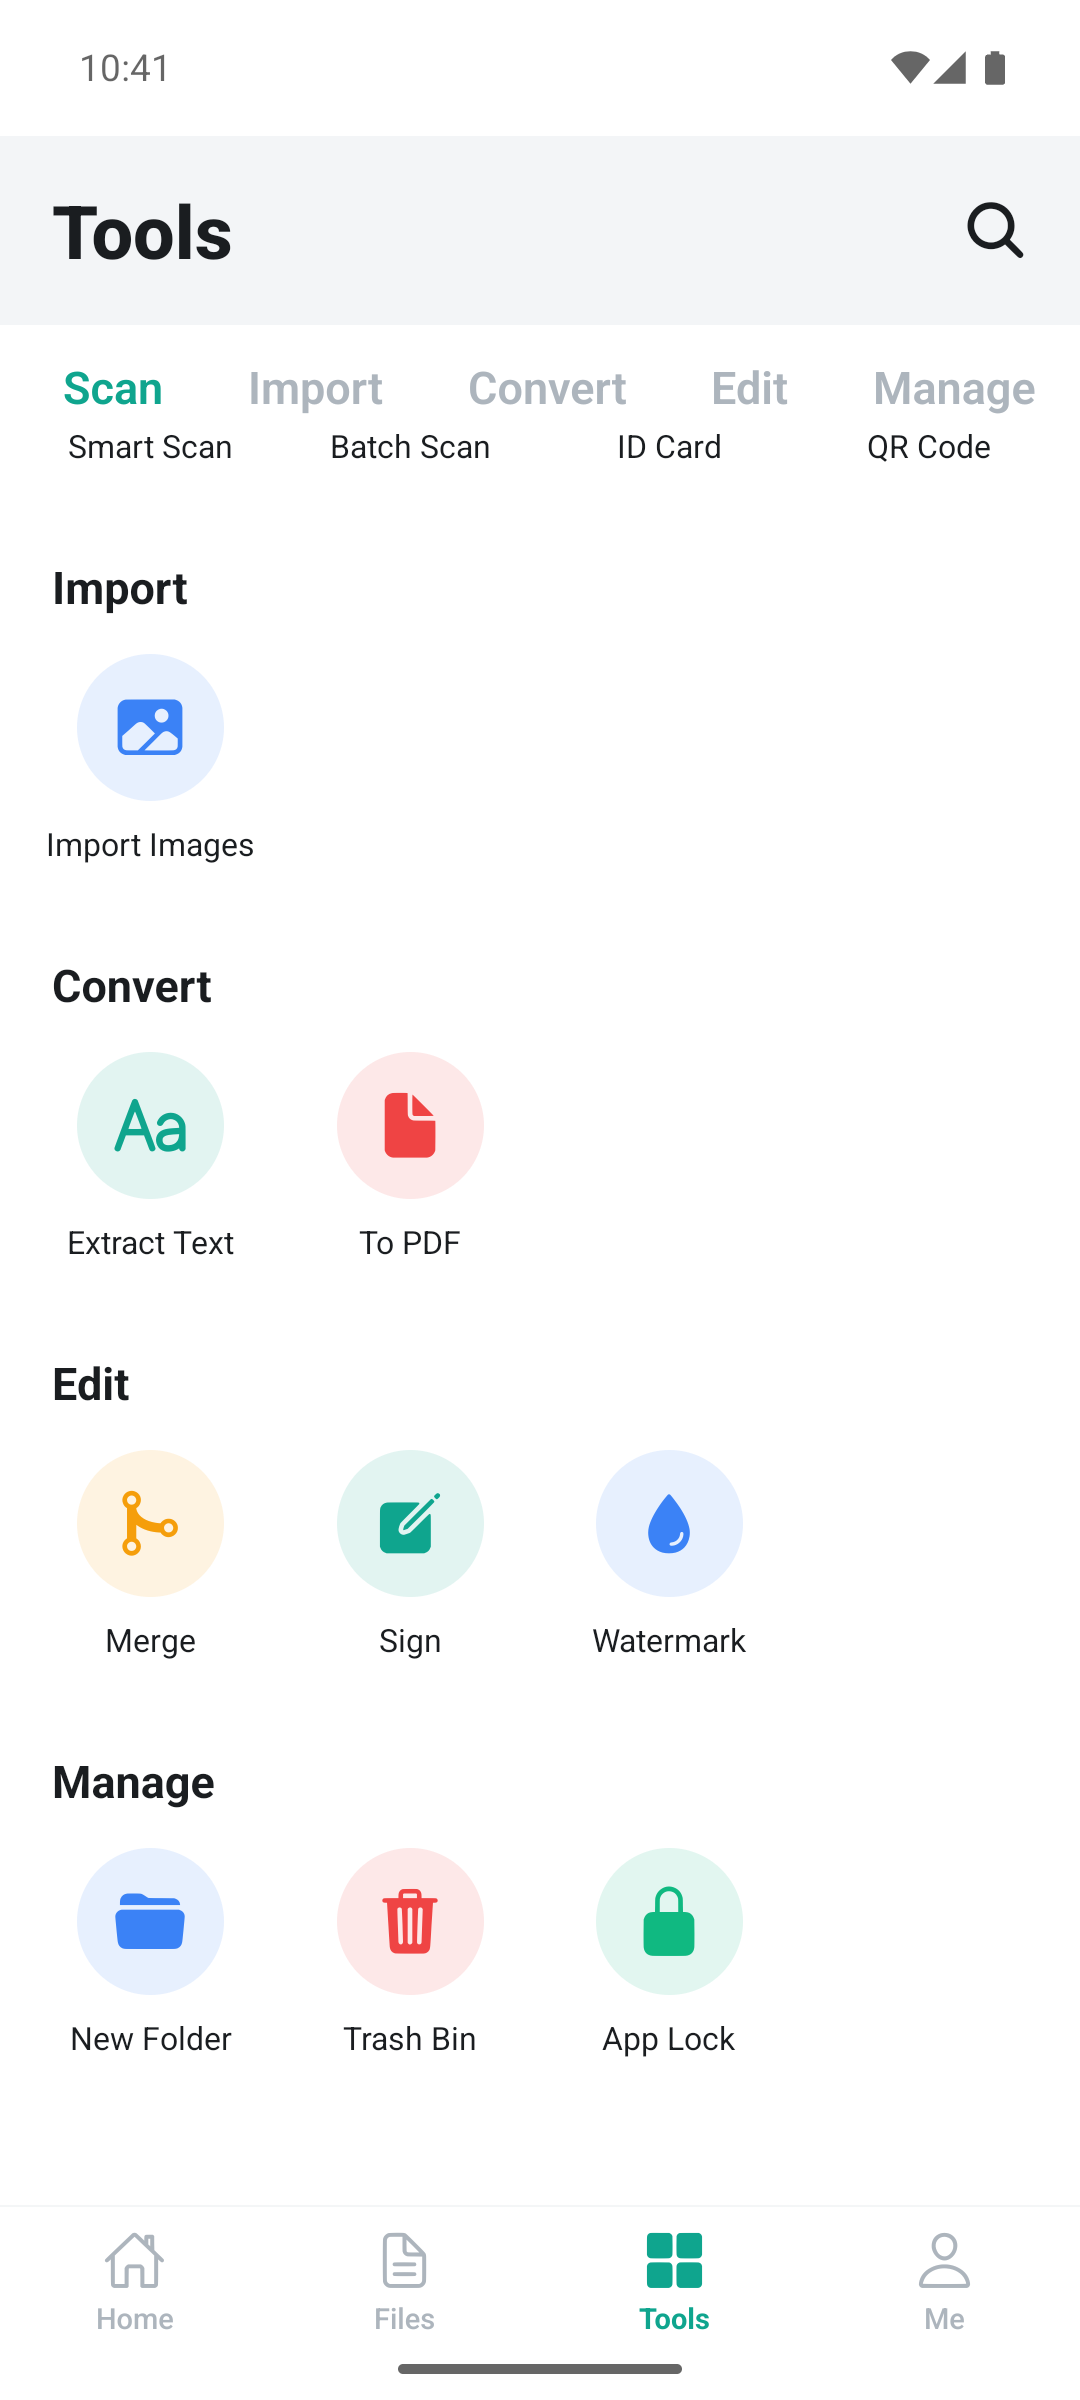 10:41
Tools
Scan Import Convert Edit Manage
Smart Scan Batch Scan ID Card QR Code
Import
Import Images
Convert
Aa
Extract Text To PDF
Edit
Merge Sign Watermark
Manage
New Folder Trash Bin App Lock
Home Files Tools Me